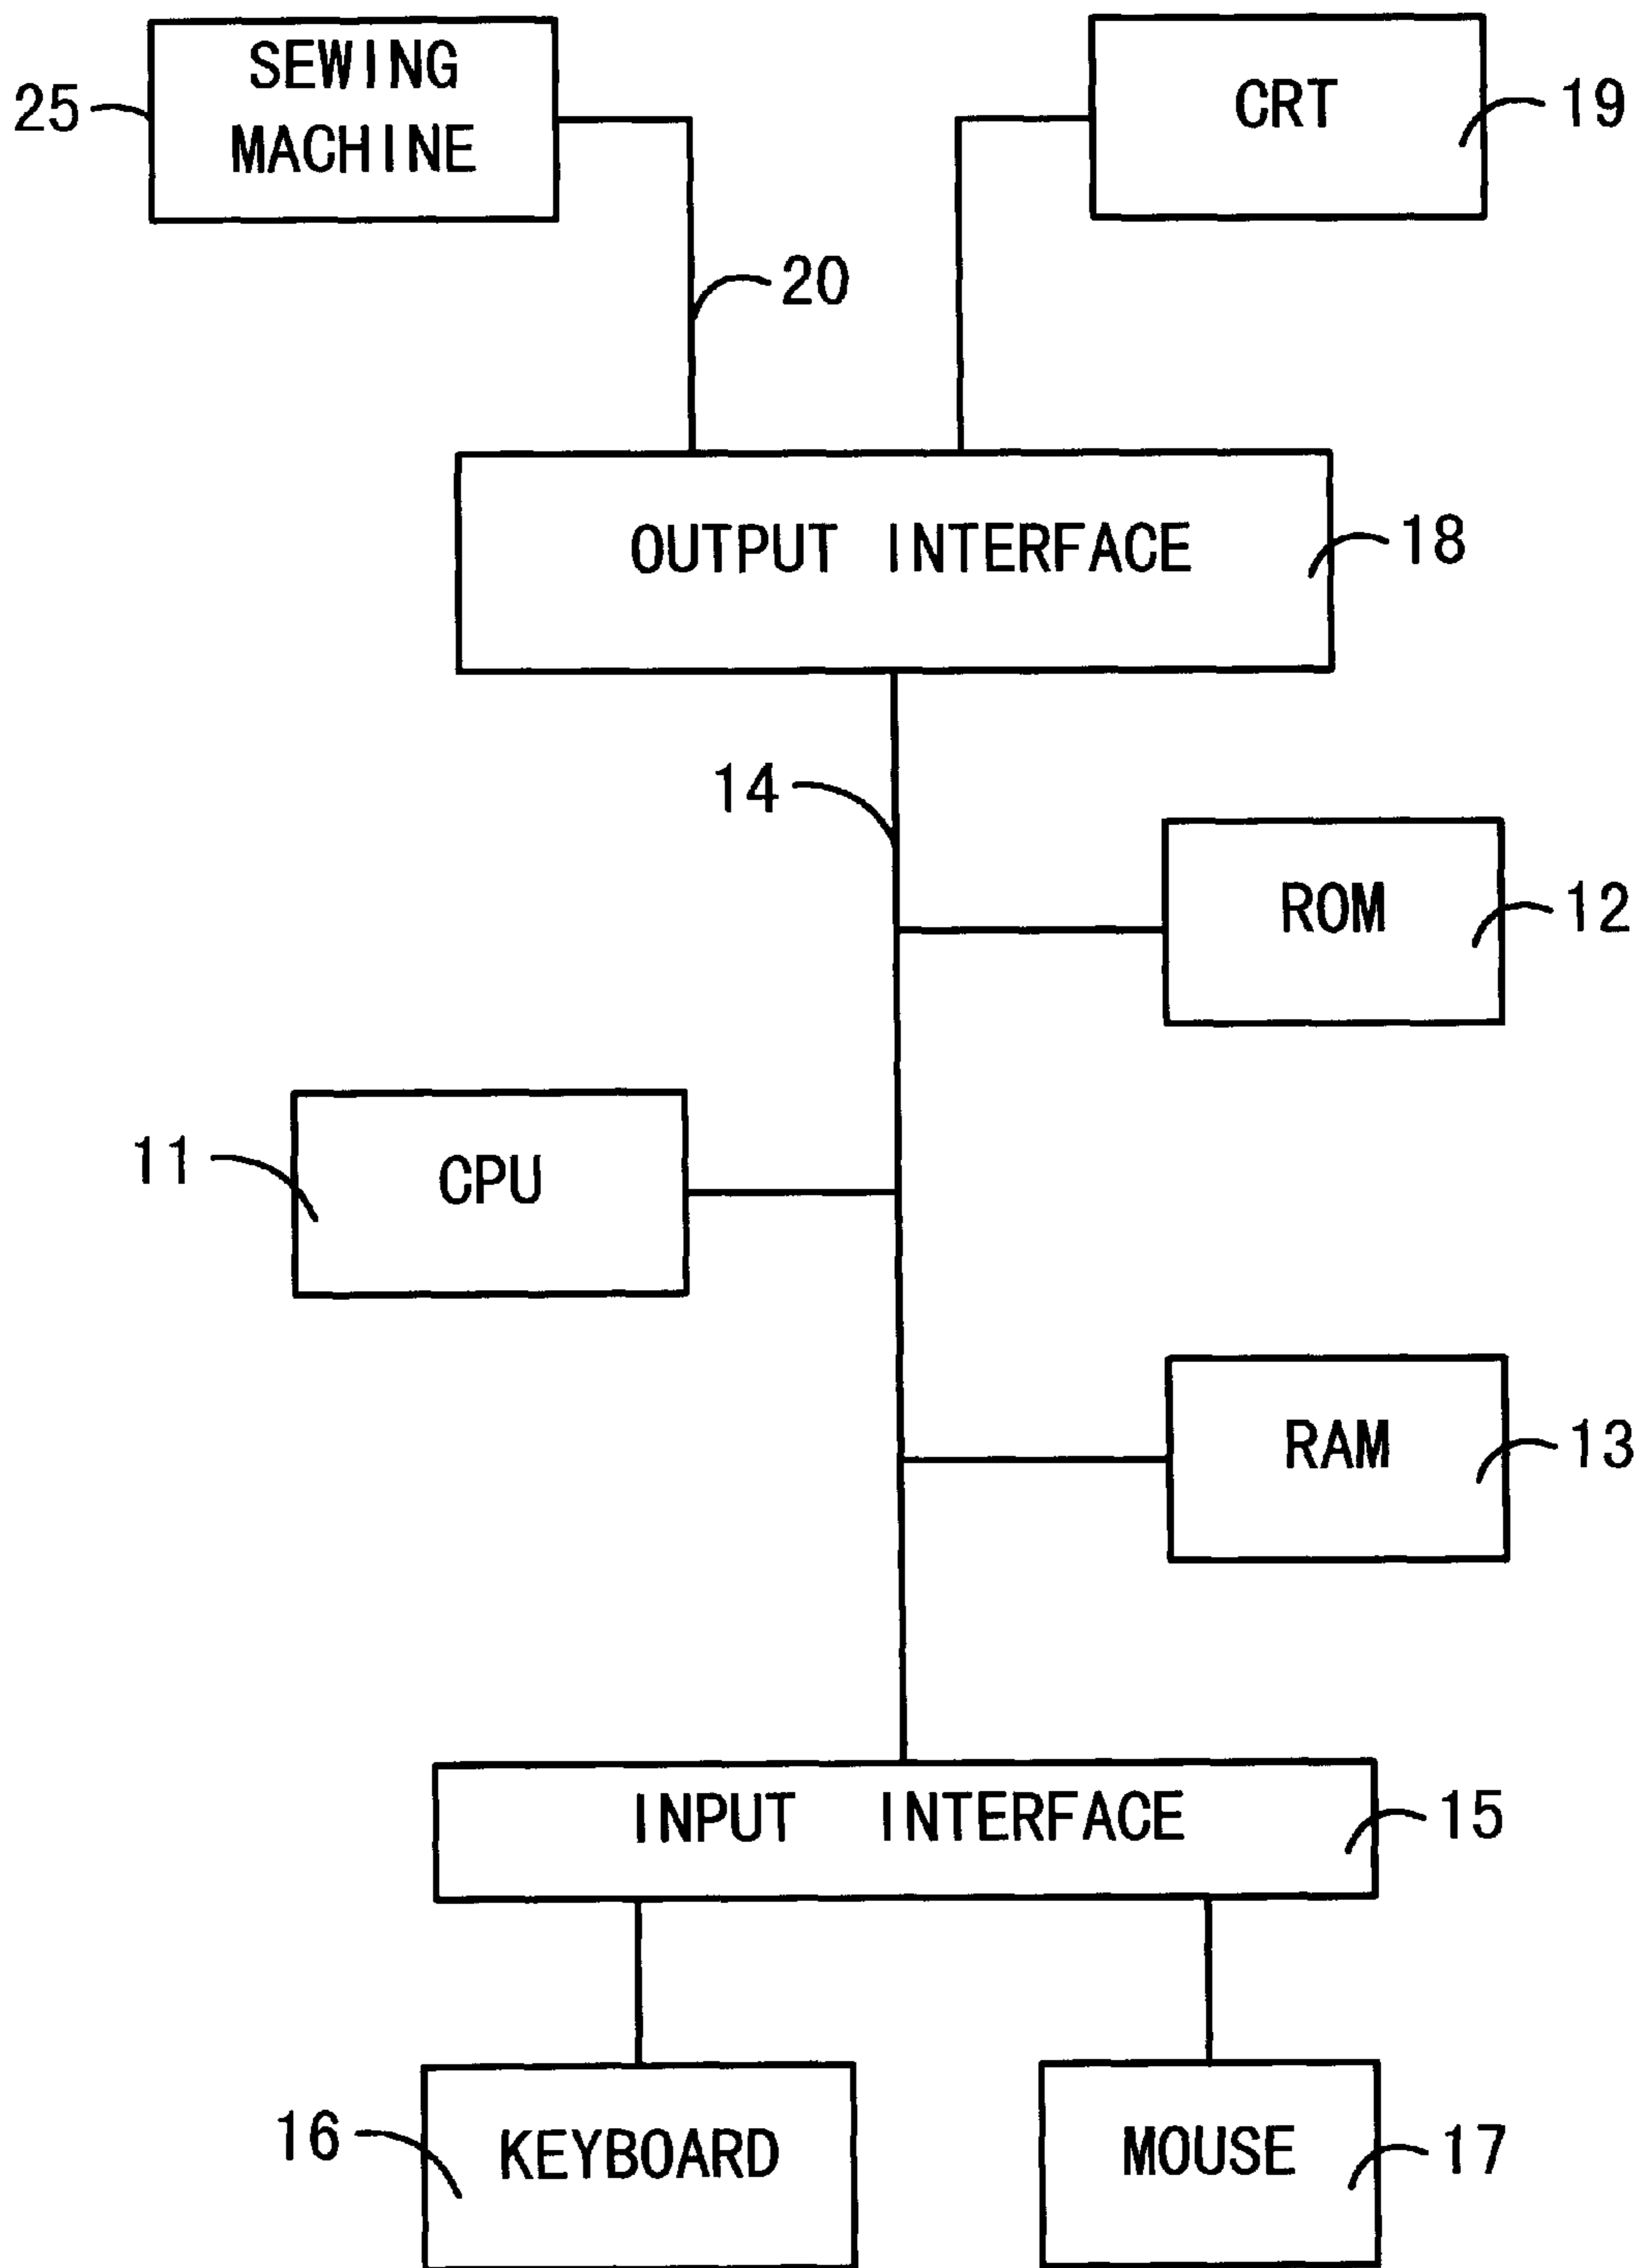 SEWING
MACHINE
25
CRT
19
20
OUTPUT INTERFACE
18
14
ROM
12
CPU
11
RAM
13
INPUT INTERFACE
15
KEYBOARD
16
MOUSE
17